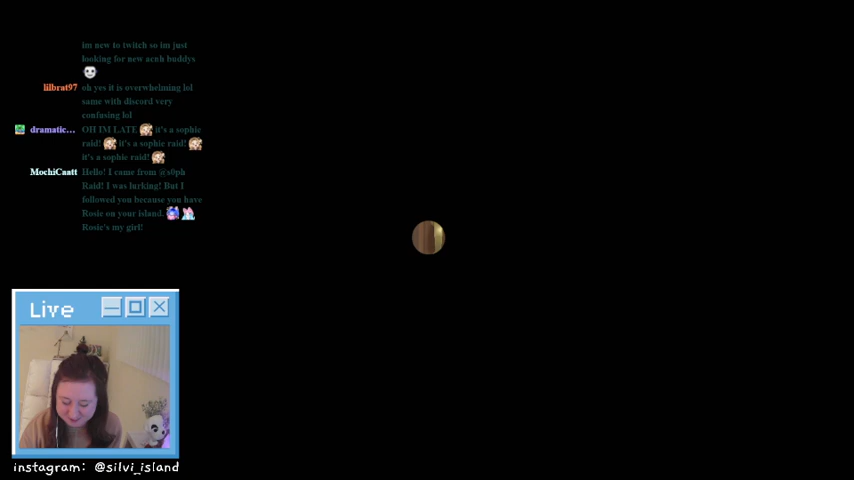 im new to twitch so im just
looking for new acnh buddys
lilbrat97 oh yes it is overwhelming lol
same with discord very
confusing lol
dramatic... OH IM LATE it's a sophie
raid! it's a sophie raid!
it's a sophie raid!
MochiCaatt Hello! I came from @s0ph
Raid! I was lurking! But I
followed you because you have
Rosie on your island.
Rosie's my girl!
Live
instagram: @silvi_island